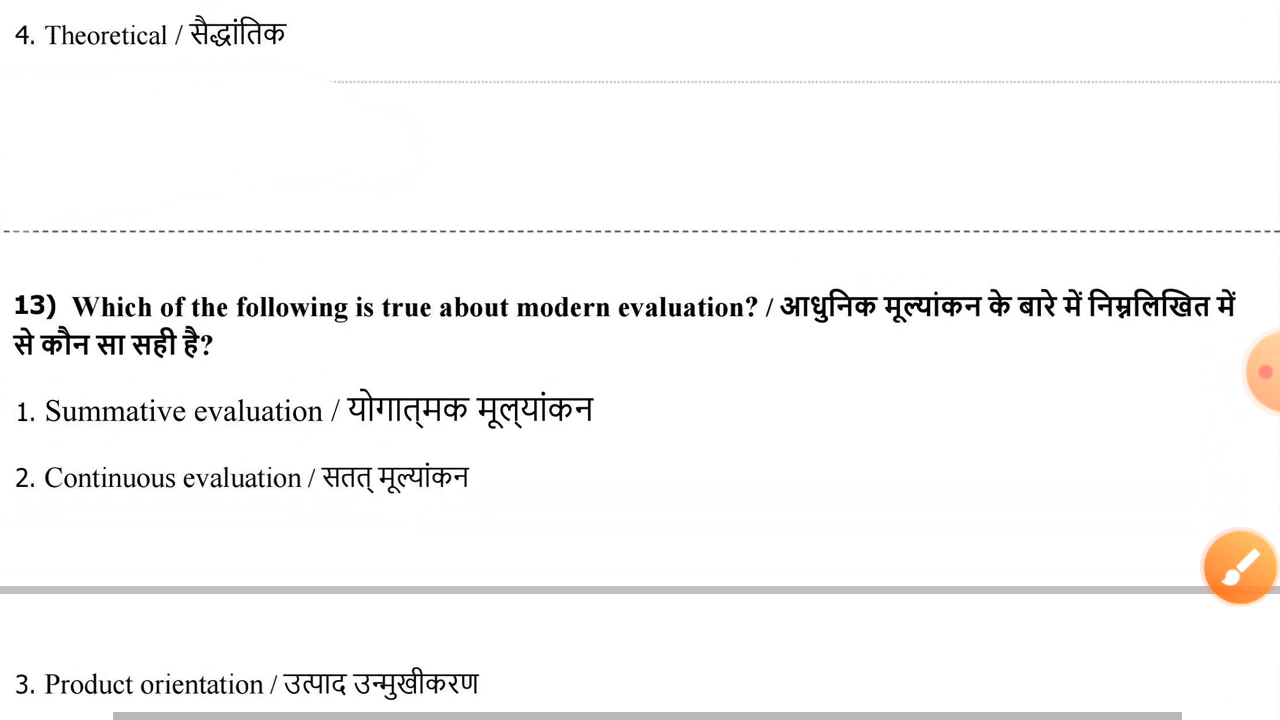 4. Theoretical / सैद्धांतिक
13) Which of the following is true about modern evaluation? / आधुनिक मूल्यांकन के बारे में निम्नलिखित में
से कौन सा सही है?
1. Summative evaluation / योगात्‌मक मूल्‌यांकन
2. Continuous evaluation / सतत् मूल्यांकन
3. Product orientation / उत्पाद उन्मुखीकरण